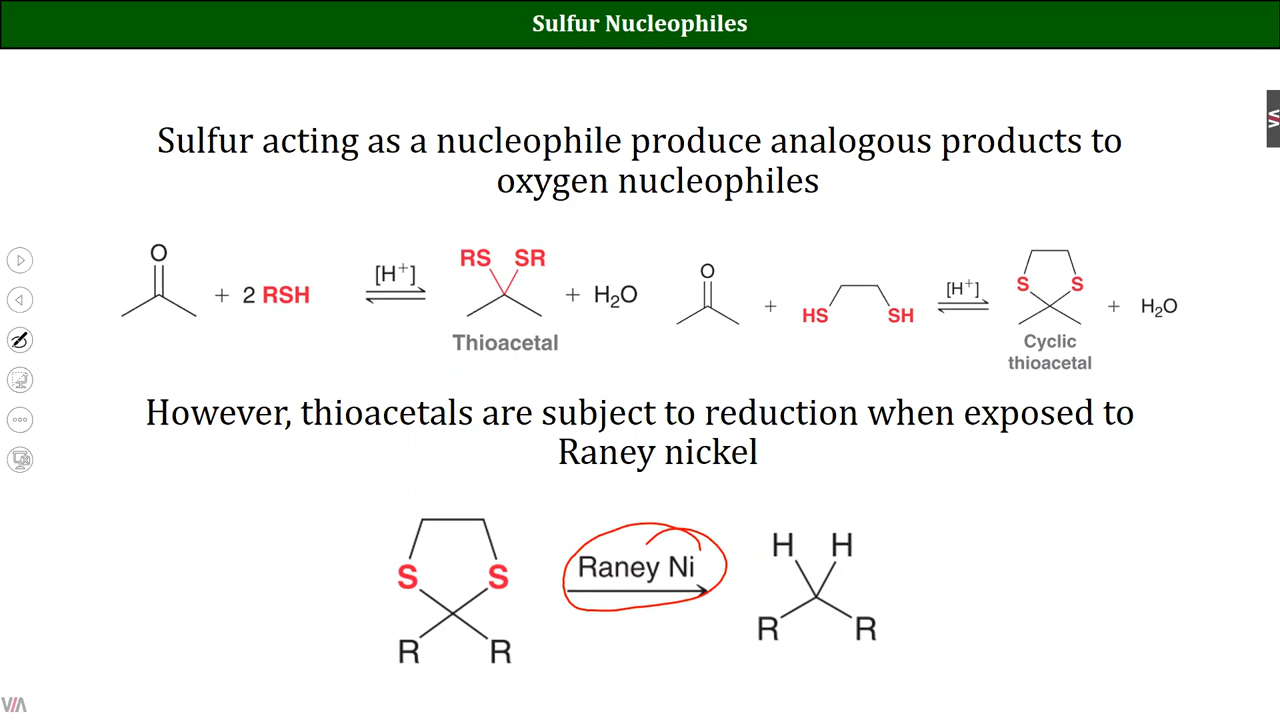 Sulfur Nucleophiles
Sulfur acting as a nucleophile produce analogous products to
oxygen nucleophiles
O
+ 2 RSH
[H+]
RS SR
+ H₂O
Thioacetal
O
+
HS SH
[H+]
S S
+ H₂O
Cyclic
thioacetal
However, thioacetals are subject to reduction when exposed to
Raney nickel
S S
R R
Raney Ni
H H
R R
VIA